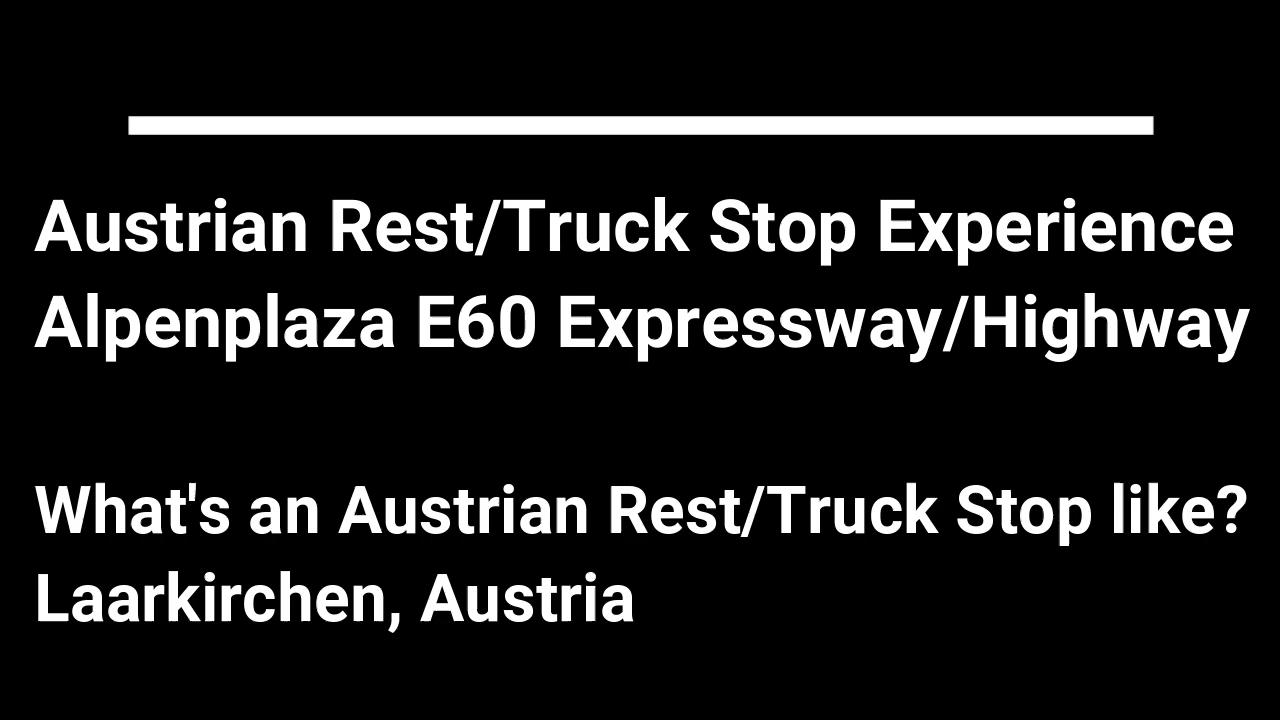 Austrian Rest/Truck Stop Experience
Alpenplaza E60 Expressway/Highway
What's an Austrian Rest/Truck Stop like?
Laarkirchen, Austria